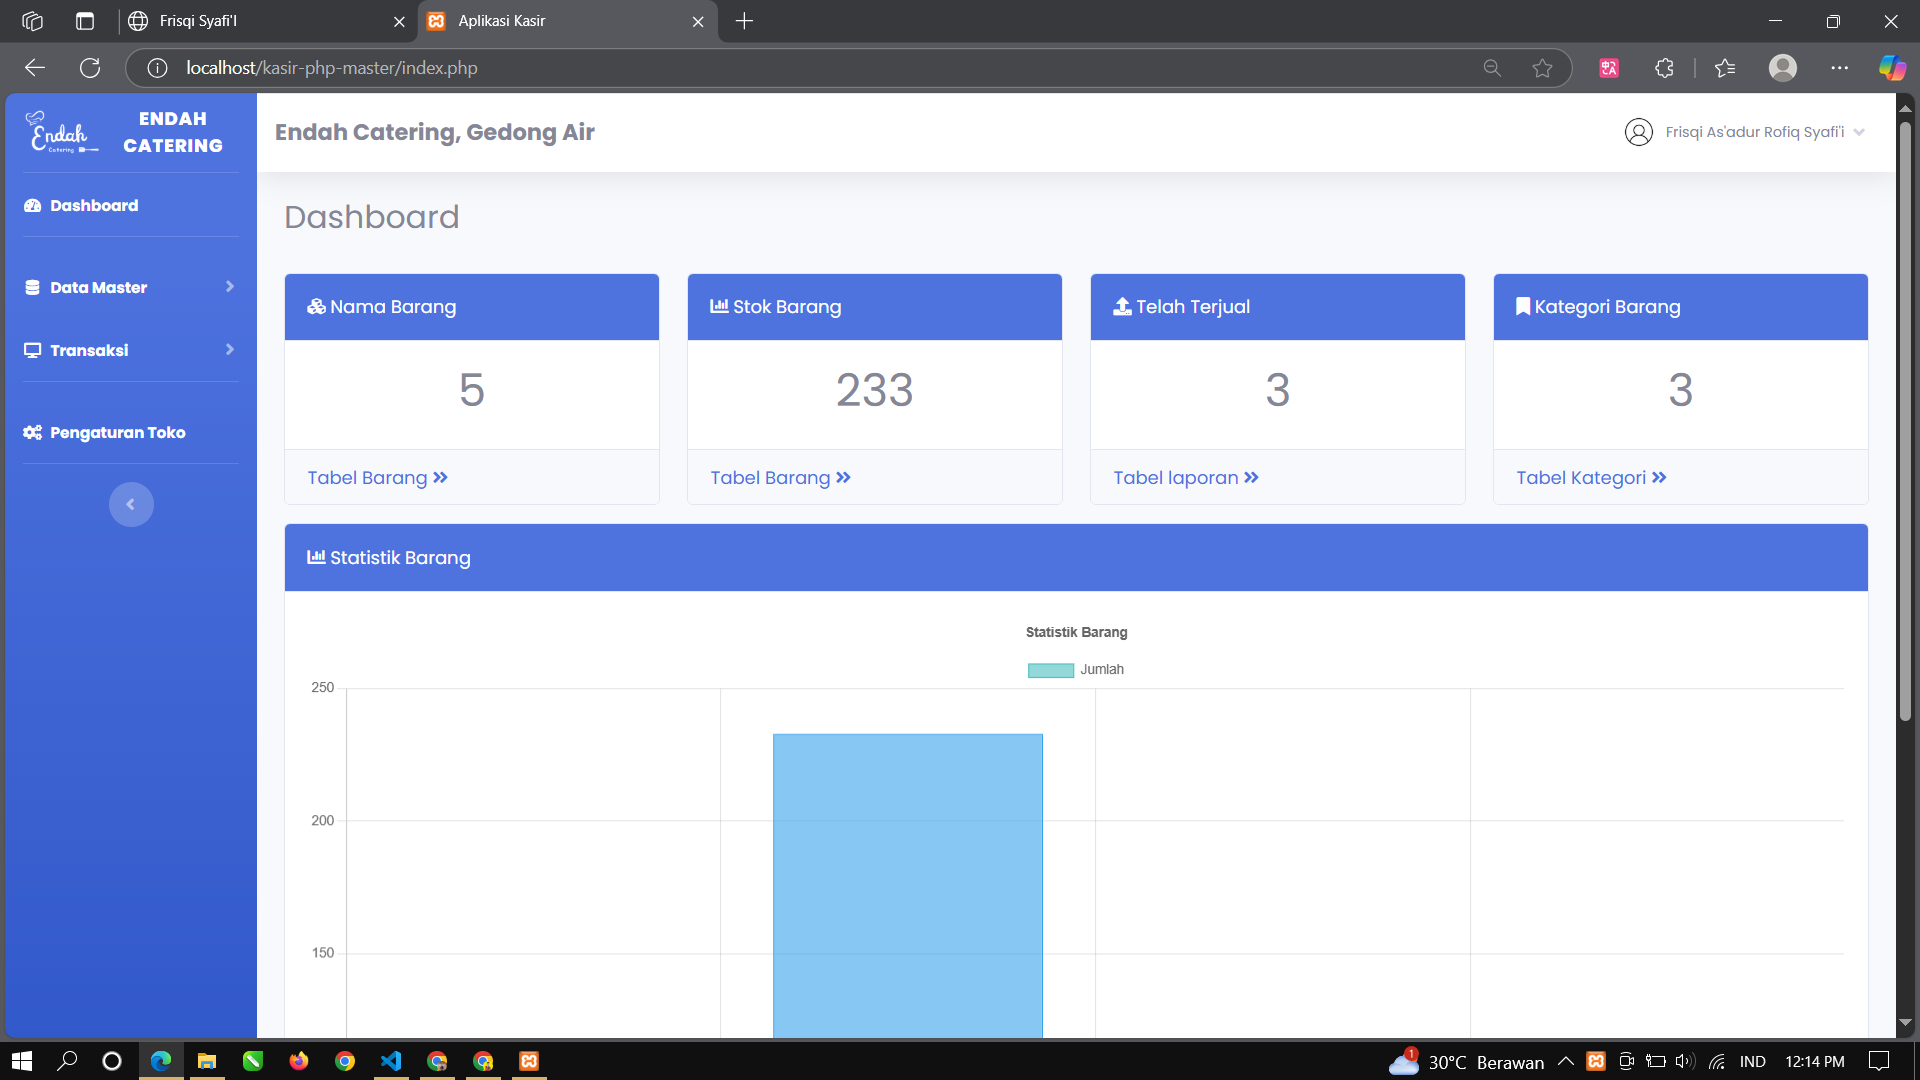 Frisqi Syafi'I
Aplikasi Kasir
localhost/kasir-php-master/index.php
Endah
Catering
ENDAH
CATERING
Endah Catering, Gedong Air
Frisqi As'adur Rofiq Syafi'i
Dashboard
Data Master
Transaksi
Pengaturan Toko
Dashboard
Nama Barang
5
Tabel Barang
Stok Barang
233
Tabel Barang
Telah Terjual
3
Tabel laporan
Kategori Barang
3
Tabel Kategori
Statistik Barang
Statistik Barang
Jumlah
250
200
150
1
30°C Berawan
IND
12:14 PM